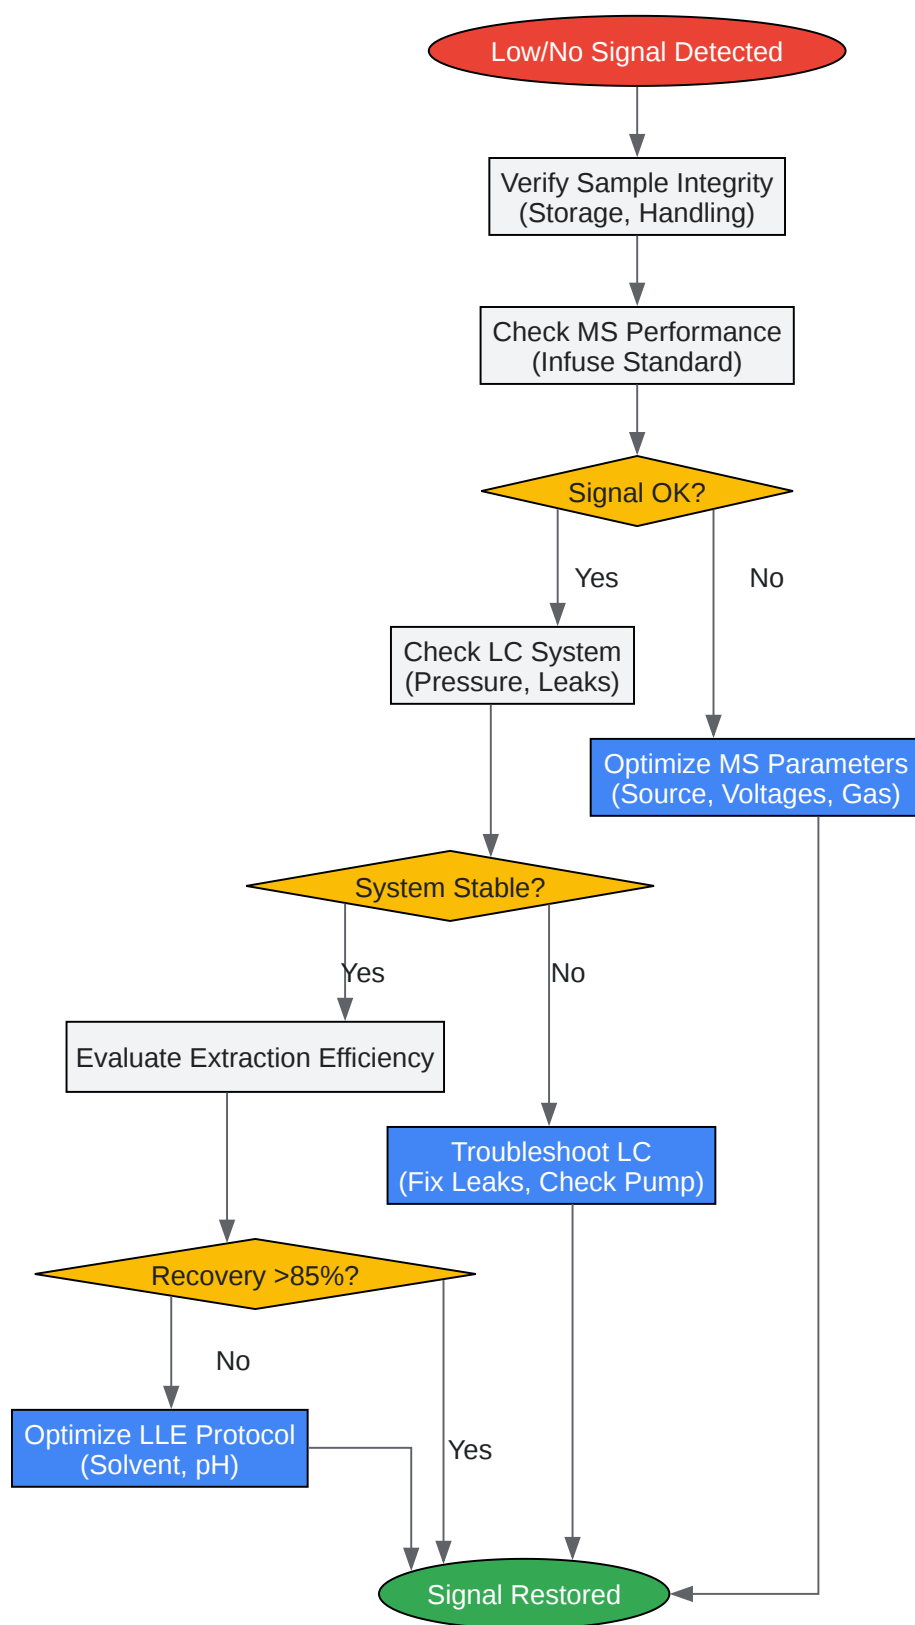 Low/No Signal Detected
Verify Sample Integrity
(Storage, Handling)
Check MS Performance
(Infuse Standard)
Signal OK?
Yes
No
Check LC System
(Pressure, Leaks)
Optimize MS Parameters
(Source, Voltages, Gas)
System Stable?
Yes
No
Evaluate Extraction Efficiency
Troubleshoot LC
(Fix Leaks, Check Pump)
Recovery >85%?
No
Optimize LLE Protocol
(Solvent, pH)
Yes
Signal Restored